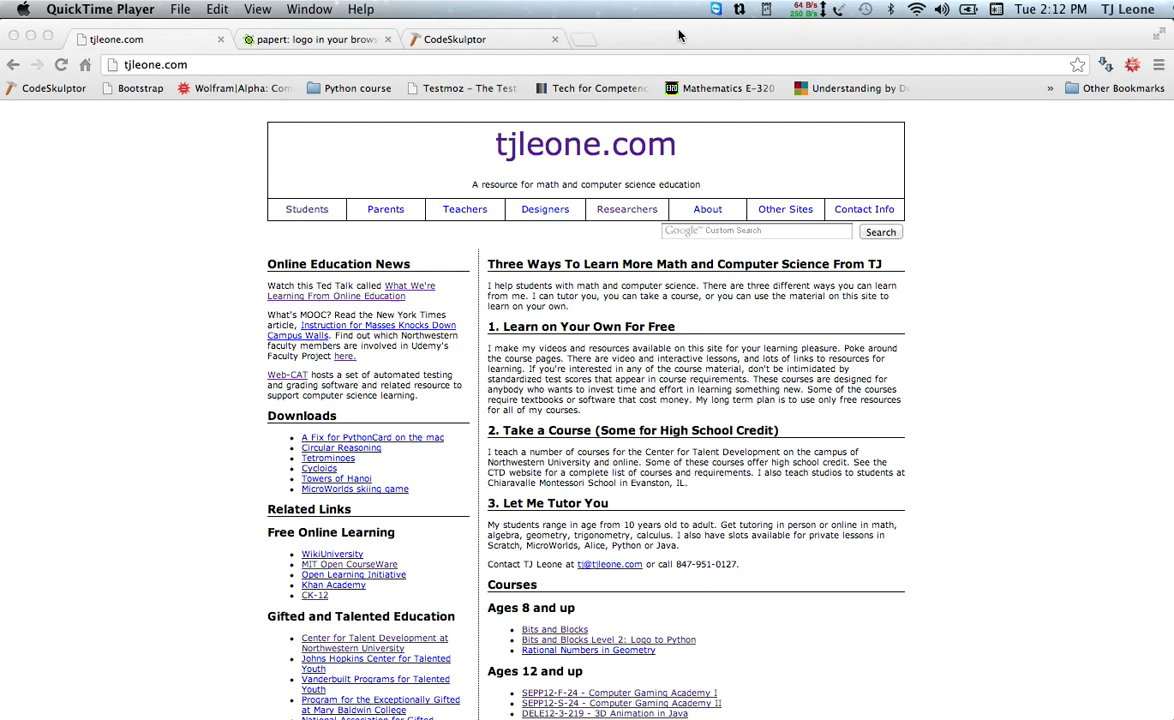 QuickTime Player File Edit View Window Help 64 B/s 250 B/s Tue 2:12 PM TJ Leone
tjleone.com papert: logo in your brows CodeSkulptor
tjleone.com
CodeSkulptor Bootstrap Wolfram|Alpha: Com Python course Testmoz - The Test Tech for Competenc Mathematics E-320 Understanding by De » Other Bookmarks
tjleone.com
A resource for math and computer science education
Students Parents Teachers Designers Researchers About Other Sites Contact Info
Google™ Custom Search Search
Online Education News
Watch this Ted Talk called What We're
Learning From Online Education
What's MOOC? Read the New York Times
article, Instruction for Masses Knocks Down
Campus Walls. Find out which Northwestern
faculty members are involved in Udemy's
Faculty Project here.
Web-CAT hosts a set of automated testing
and grading software and related resource to
support computer science learning.
Downloads
A Fix for PythonCard on the mac
Circular Reasoning
Tetrominoes
Cycloids
Towers of Hanoi
MicroWorlds skiing game
Related Links
Free Online Learning
WikiUniversity
MIT Open CourseWare
Open Learning Initiative
Khan Academy
CK-12
Gifted and Talented Education
Center for Talent Development at
Northwestern University
Johns Hopkins Center for Talented
Youth
Vanderbuilt Programs for Talented
Youth
Program for the Exceptionally Gifted
at Mary Baldwin College
National Association for Gifted
Three Ways To Learn More Math and Computer Science From TJ
I help students with math and computer science. There are three different ways you can learn
from me. I can tutor you, you can take a course, or you can use the material on this site to
learn on your own.
1. Learn on Your Own For Free
I make my videos and resources available on this site for your learning pleasure. Poke around
the course pages. There are video and interactive lessons, and lots of links to resources for
learning. If you're interested in any of the course material, don't be intimidated by
standardized test scores that appear in course requirements. These courses are designed for
anybody who wants to invest time and effort in learning something new. Some of the courses
require textbooks or software that cost money. My long term plan is to use only free resources
for all of my courses.
2. Take a Course (Some for High School Credit)
I teach a number of courses for the Center for Talent Development on the campus of
Northwestern University and online. Some of these courses offer high school credit. See the
CTD website for a complete list of courses and requirements. I also teach studios to students at
Chiaravalle Montessori School in Evanston, IL.
3. Let Me Tutor You
My students range in age from 10 years old to adult. Get tutoring in person or online in math,
algebra, geometry, trigonometry, calculus. I also have slots available for private lessons in
Scratch, MicroWorlds, Alice, Python or Java.
Contact TJ Leone at tj@tjleone.com or call 847-951-0127.
Courses
Ages 8 and up
Bits and Blocks
Bits and Blocks Level 2: Logo to Python
Rational Numbers in Geometry
Ages 12 and up
SEPP12-F-24 - Computer Gaming Academy I
SEPP12-S-24 - Computer Gaming Academy II
DELE12-3-219 - 3D Animation in Java